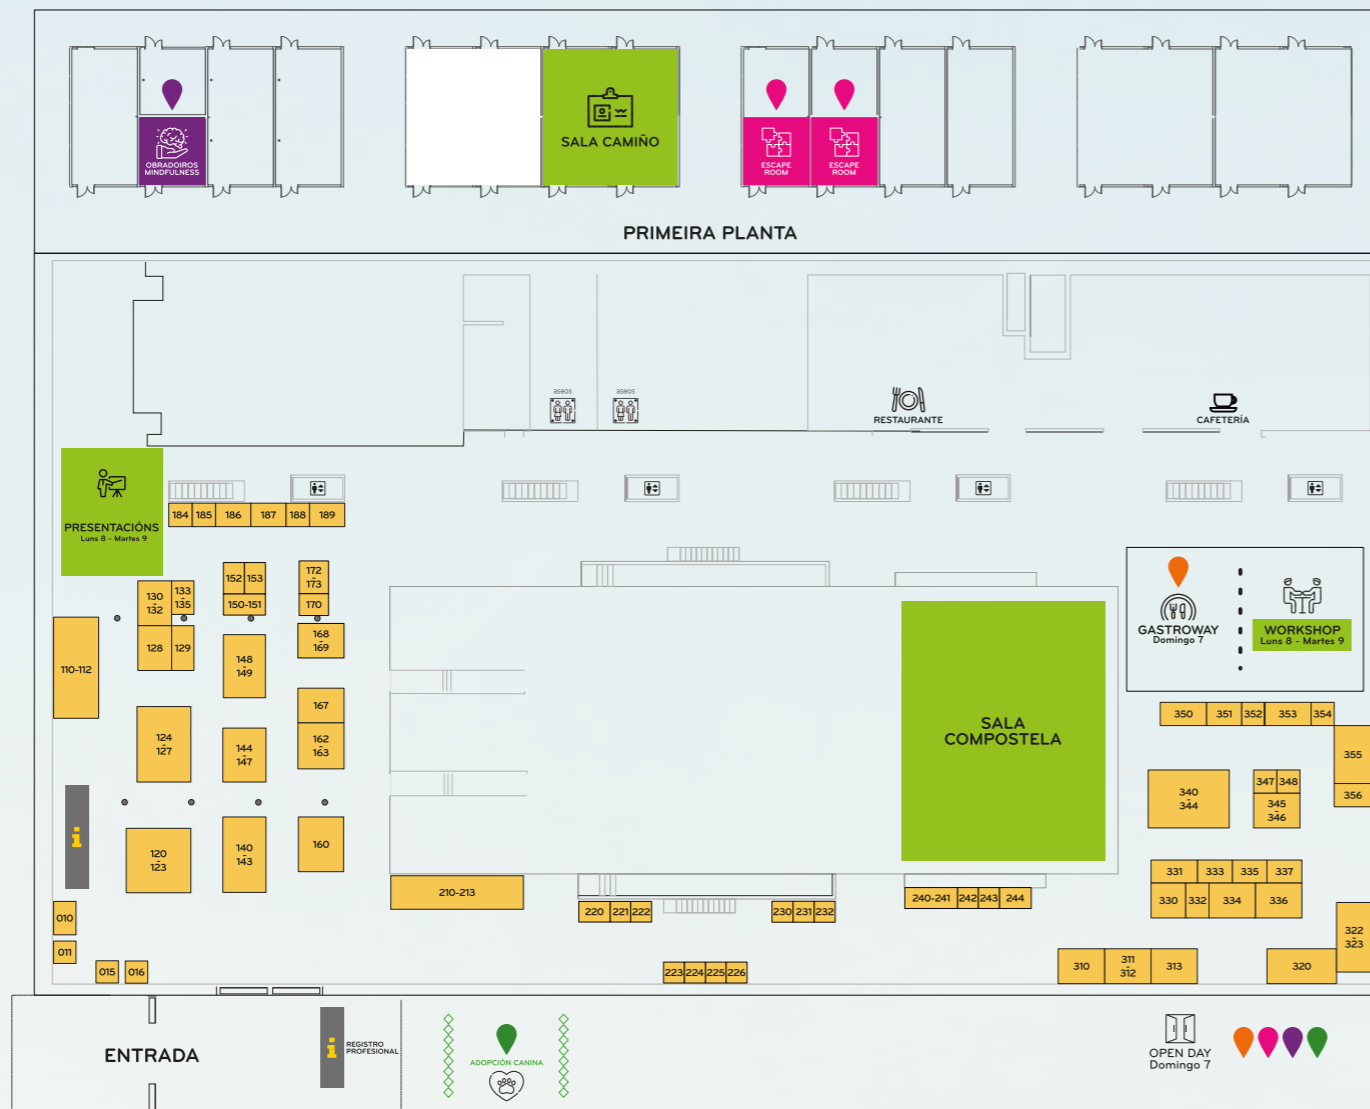 OBRADOIROS
MINDFULNESS
SALA CAMIÑO
ESCAPE
ROOM
ESCAPE
ROOM
PRIMEIRA PLANTA
aseos
aseos
RESTAURANTE
CAFETERÍA
PRESENTACIÓNS
Luns 8 - Martes 9
184 185 186 187 188 189
152 153
150-151
172
-
173
170
130
-
132
133
-
135
128 129
168
-
169
110-112
148
-
149
167
162
-
163
124
-
127
144
-
147
i
120
-
123
140
-
143
160
010
011
015 016
210-213
220 221 222
230 231 232
223 224 225 226
SALA
COMPOSTELA
240-241 242 243 244
GASTROWAY
Domingo 7
WORKSHOP
Luns 8 - Martes 9
350 351 352 353 354
355
356
340
-
344
347 348
345
-
346
331 333 335 337
330 332 334 336
322
-
323
310
311
-
312
313
320
ENTRADA
i
REGISTRO
PROFESIONAL
ADOPCIÓN CANINA
OPEN DAY
Domingo 7